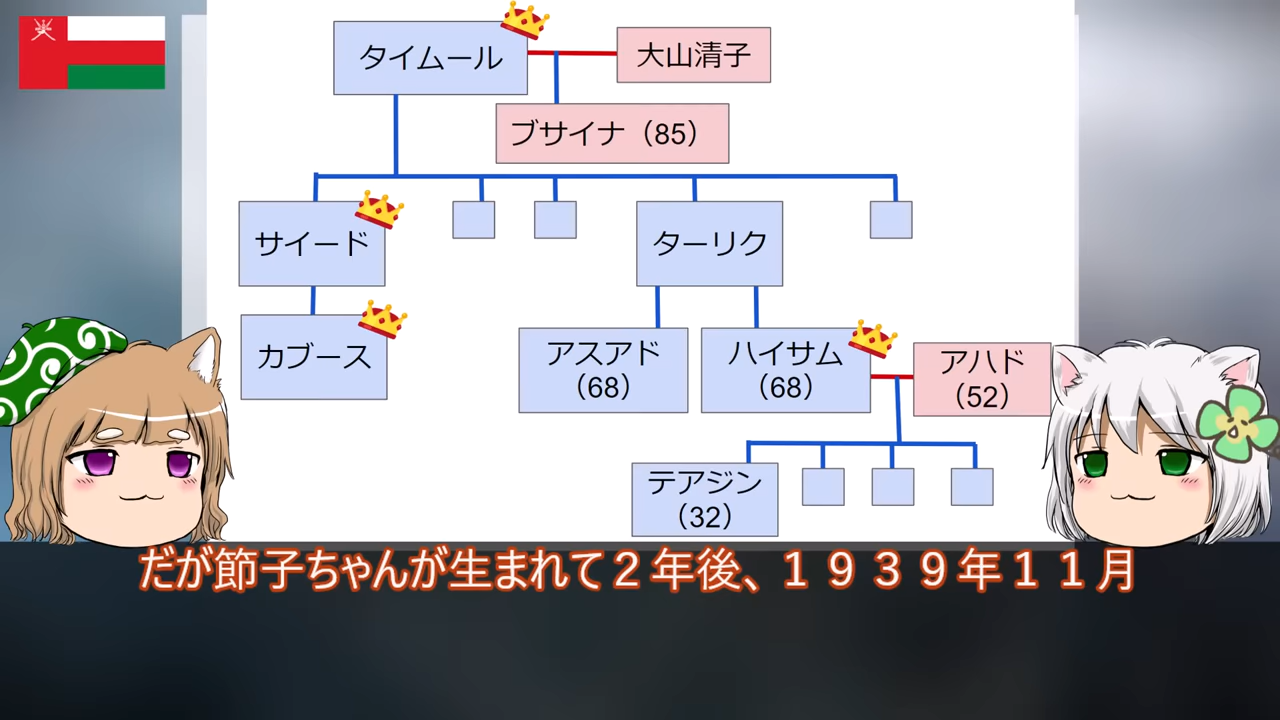 タイムール
大山清子
ブサイナ（85）
サイード
ターリク
カブース
アスアド
（68）
ハイサム
（68）
アハド
（52）
テアジン
（32）
だが節子ちゃんが生まれて２年後、１９３９年１１月